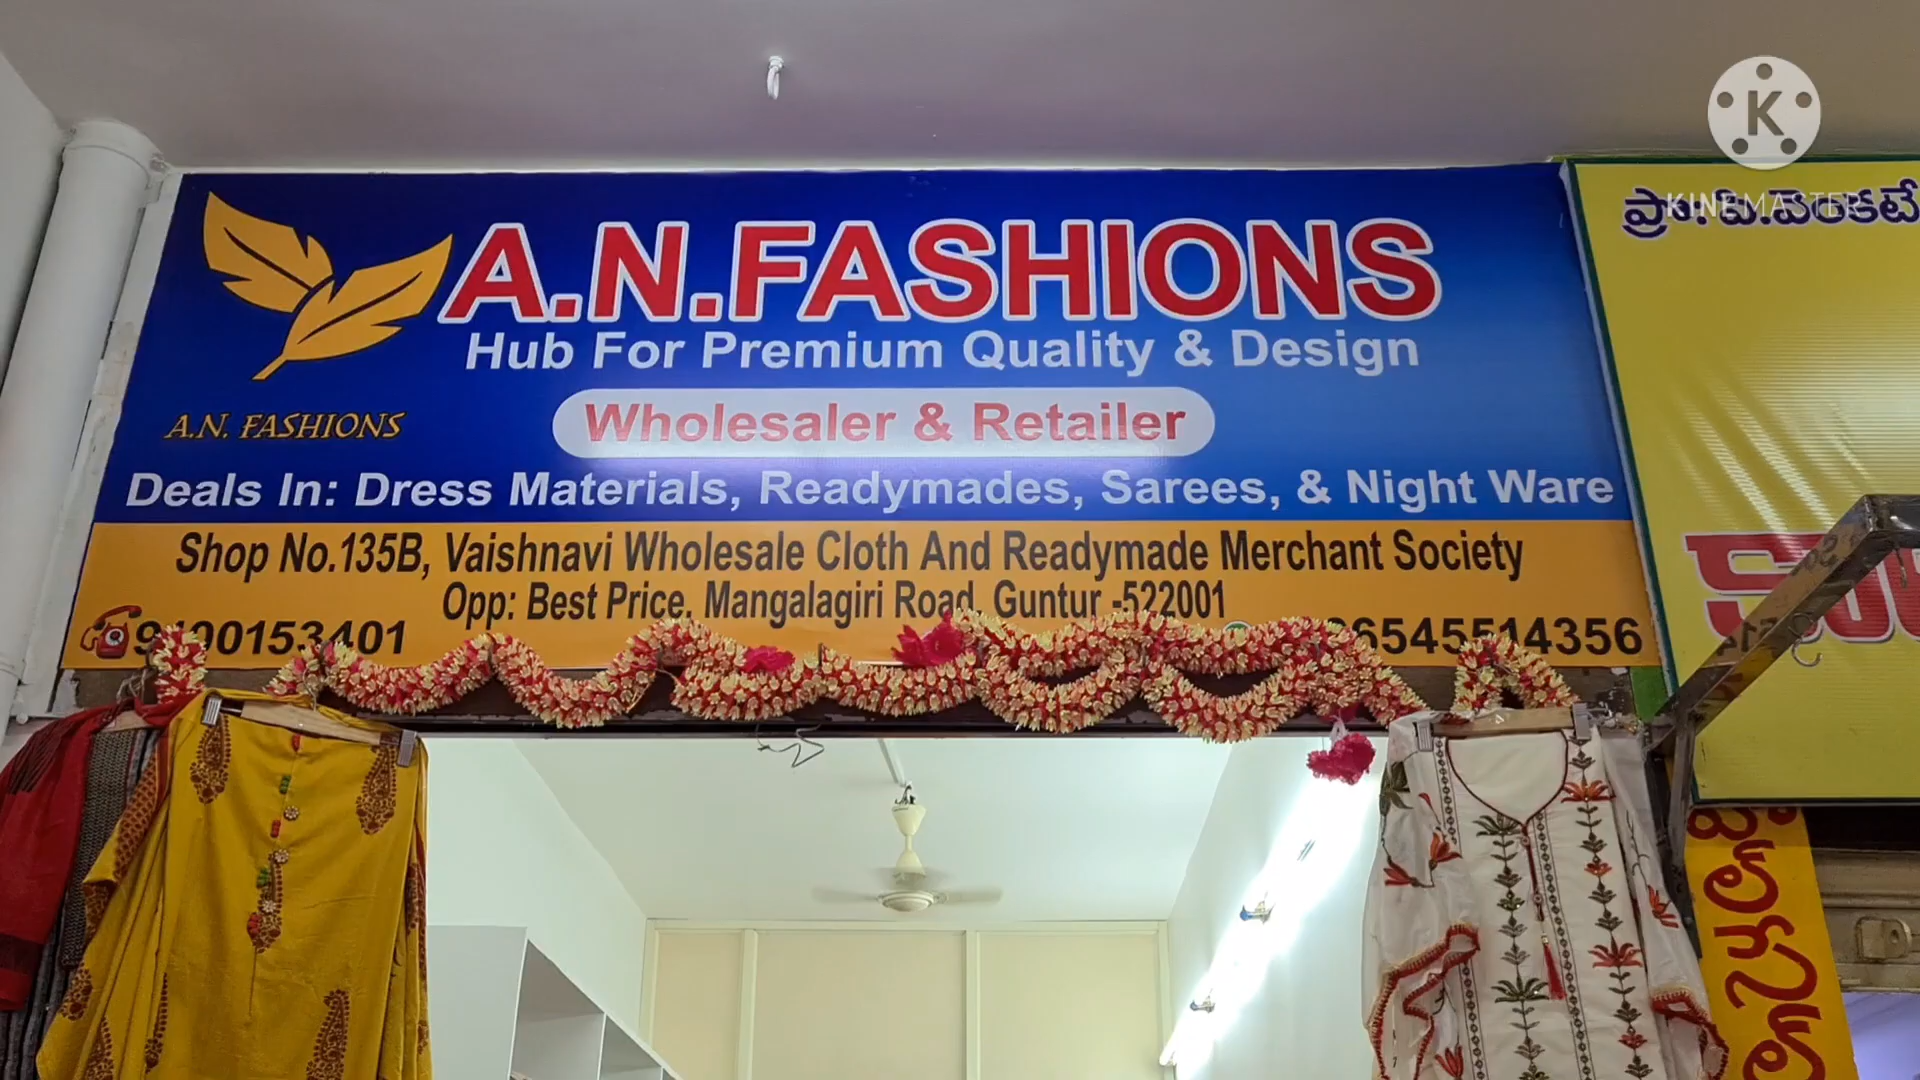 A.N.FASHIONS
Hub For Premium Quality & Design
A.N. FASHIONS
Wholesaler & Retailer
Deals In: Dress Materials, Readymades, Sarees, & Night Ware
Shop No.135B, Vaishnavi Wholesale Cloth And Readymade Merchant Society
Opp: Best Price, Mangalagiri Road, Guntur -522001
K
KINEMASTER